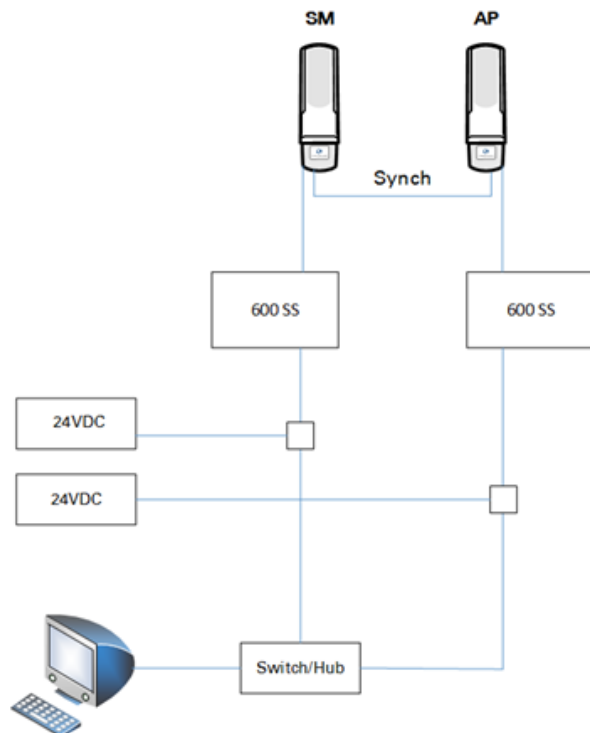 SM
AP
Synch
600 SS
600 SS
24VDC
24VDC
Switch/Hub